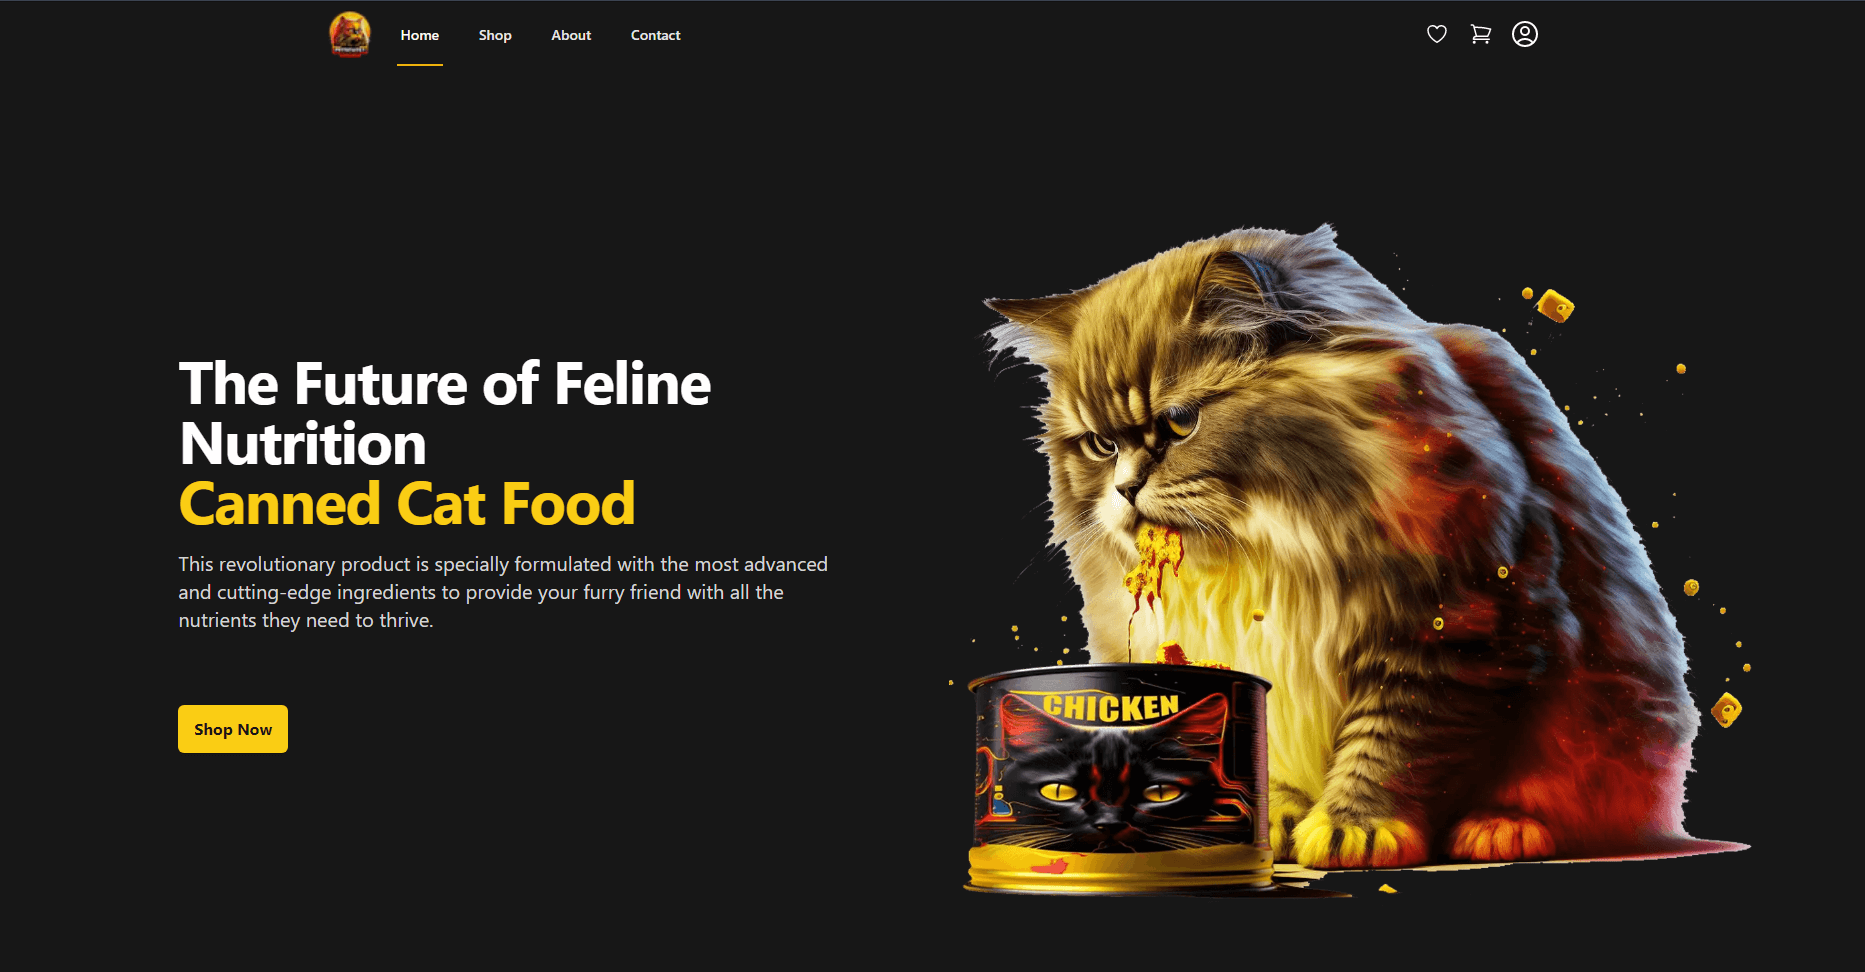 Home
Shop
About
Contact
The Future of Feline
Nutrition
Canned Cat Food
This revolutionary product is specially formulated with the most advanced
and cutting-edge ingredients to provide your furry friend with all the
nutrients they need to thrive.
Shop Now
CHICKEN